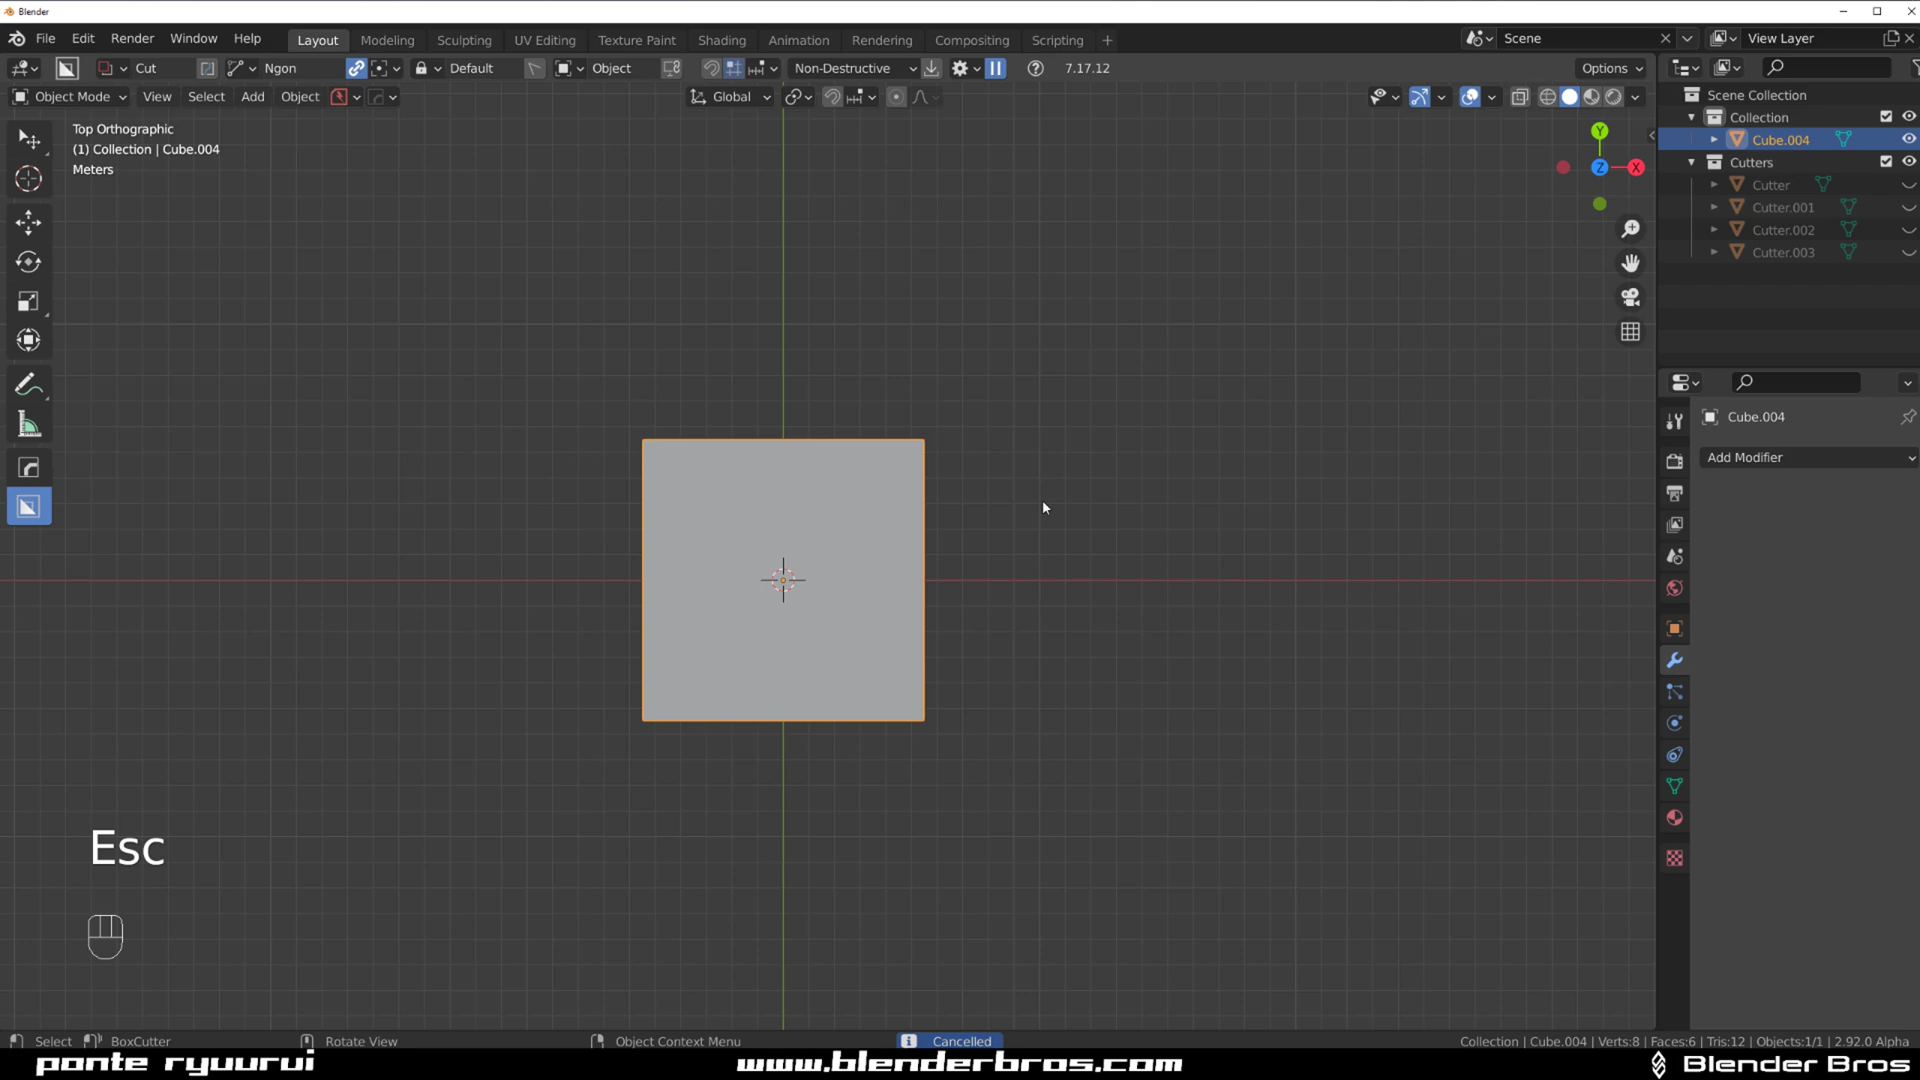 Blender
File Edit Render Window Help Layout Modeling Sculpting UV Editing Texture Paint Shading Animation Rendering Compositing Scripting + Scene View Layer
Cut Ngon Default Object Non-Destructive 7.17.12 Options
Object Mode View Select Add Object Global
Top Orthographic
(1) Collection | Cube.004
Meters
Y
Z X
Scene Collection
Collection
Cube.004
Cutters
Cutter
Cutter.001
Cutter.002
Cutter.003
Cube.004
Add Modifier
Esc
Select BoxCutter Rotate View Object Context Menu Cancelled Collection | Cube.004 | Verts:8 | Faces:6 | Tris:12 | Objects:1/1 | 2.92.0 Alpha
ponte ryuurui www.blenderbros.com Blender Bros